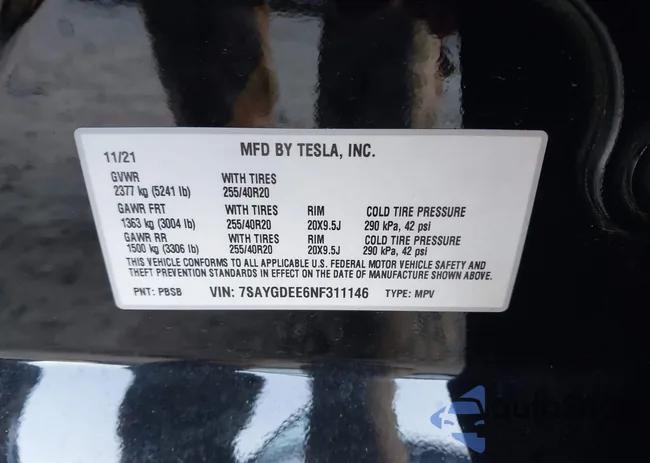 11/21 MFD BY TESLA, INC.
GVWR WITH TIRES
2377 kg (5241 lb) 255/40R20
GAWR FRT WITH TIRES RIM COLD TIRE PRESSURE
1363 kg (3004 lb) 255/40R20 20X9.5J 290 kPa, 42 psi
GAWR RR WITH TIRES RIM COLD TIRE PRESSURE
1500 kg (3306 lb) 255/40R20 20X9.5J 290 kPa, 42 psi
THIS VEHICLE CONFORMS TO ALL APPLICABLE U.S. FEDERAL MOTOR VEHICLE SAFETY AND
THEFT PREVENTION STANDARDS IN EFFECT ON THE DATE OF MANUFACTURE SHOWN ABOVE.
PNT: PBSB VIN: 7SAYGDEE6NF311146 TYPE: MPV